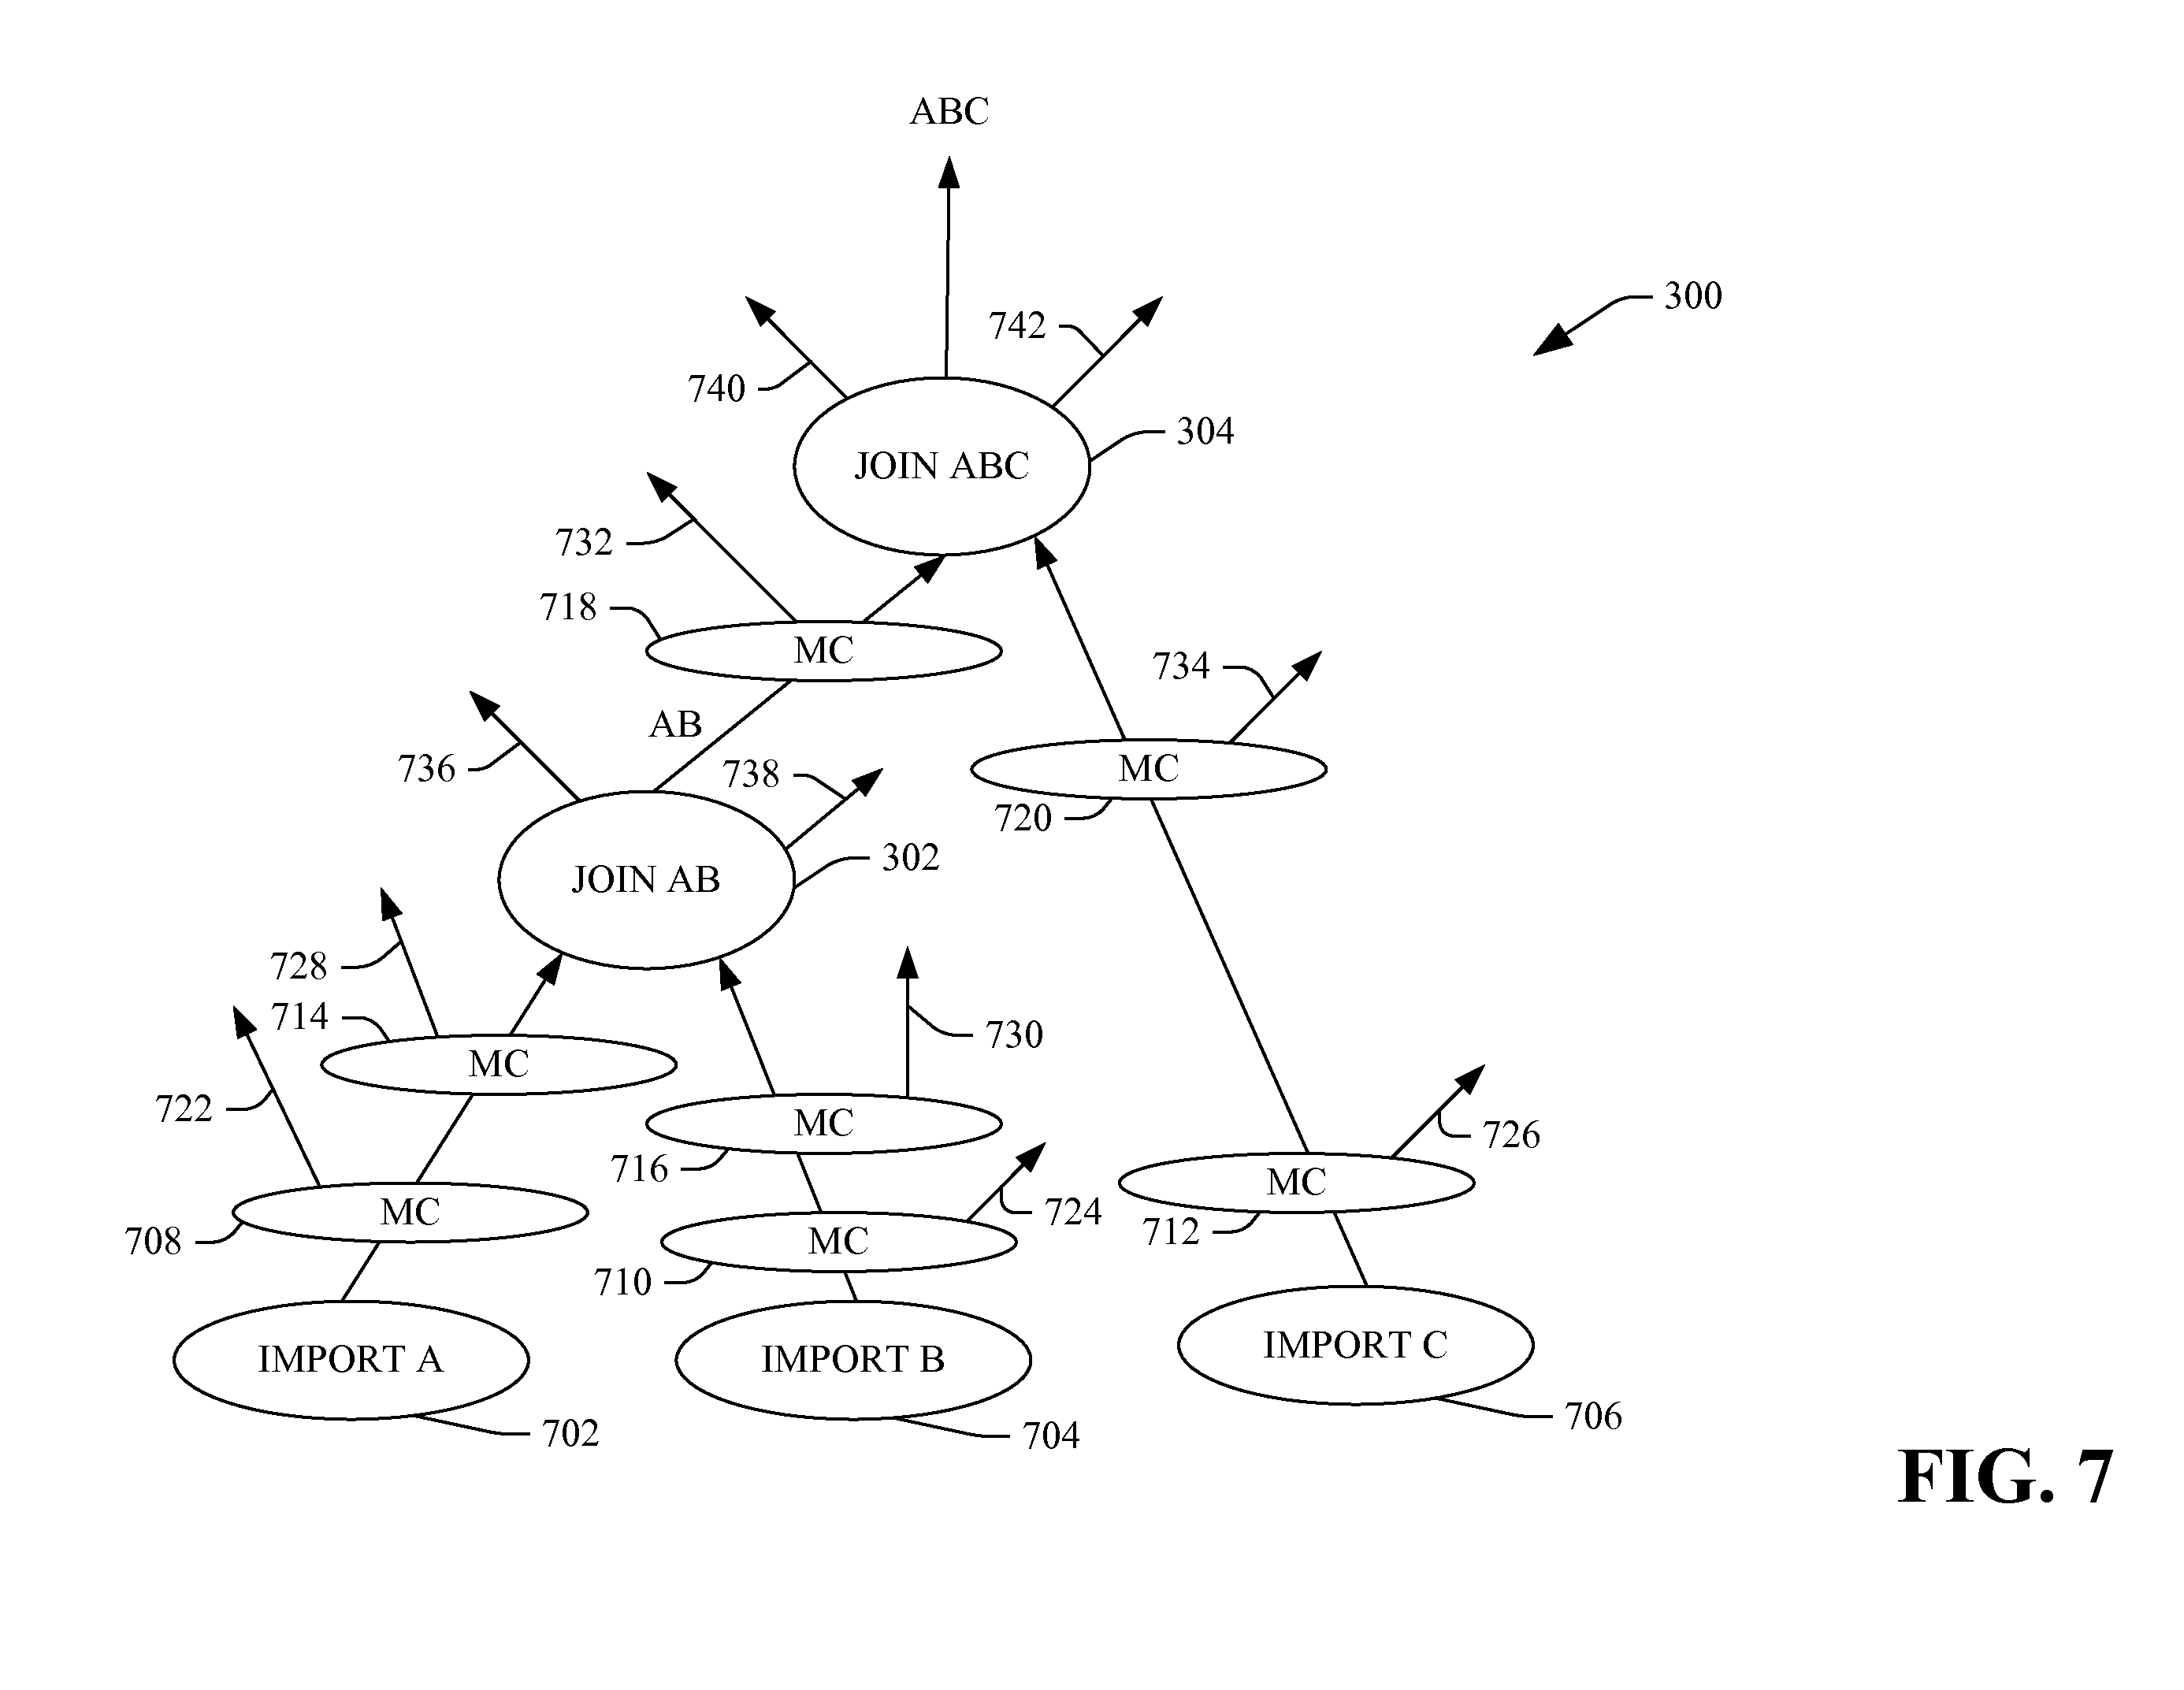 ABC
300
742
740
304
JOIN ABC
732
718
MC
734
AB
736
738
MC
720
302
JOIN AB
728
714
730
MC
722
MC
726
716
MC
724
708
MC
710
MC
712
MC
IMPORT A
IMPORT B
IMPORT C
702
704
706
FIG. 7